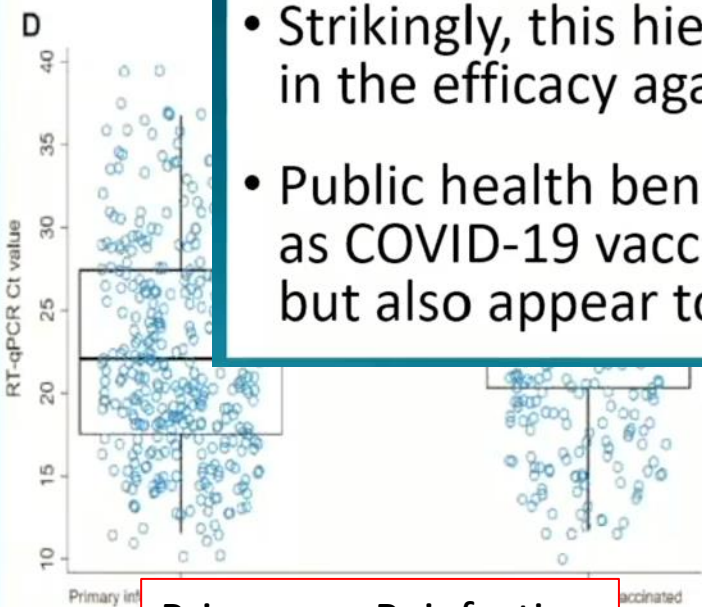 D
• Strikingly, this hie
in the efficacy aga
• Public health ben
as COVID-19 vacc
but also appear to
RT-qPCR Ct value
40
35
30
25
20
15
10
Primary inf
accinated